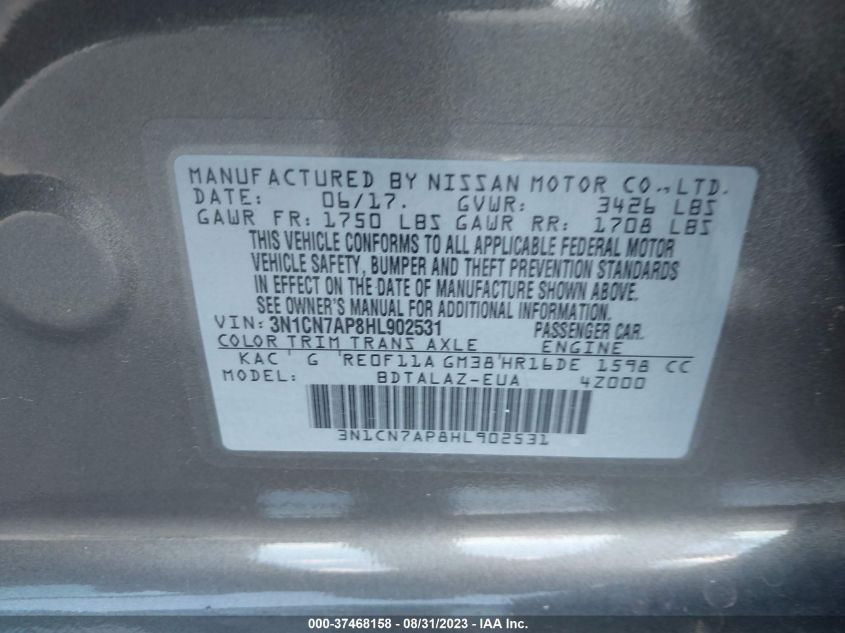 MANUFACTURED BY NISSAN MOTOR CO., LTD.
DATE: 06/17. GVWR: 3426 LBS
GAWR FR: 1750 LBS GAWR RR: 1708 LBS
THIS VEHICLE CONFORMS TO ALL APPLICABLE FEDERAL MOTOR
VEHICLE SAFETY, BUMPER AND THEFT PREVENTION STANDARDS
IN EFFECT ON THE DATE OF MANUFACTURE SHOWN ABOVE.
SEE OWNER'S MANUAL FOR ADDITIONAL INFORMATION.
VIN: 3N1CN7AP8HL902531 PASSENGER CAR.
COLOR TRIM TRANS AXLE ENGINE
KAC G RE0F11A GM38 HR16DE 1598 CC
MODEL: BDTALAZ-EUA 4Z000
3N1CN7AP8HL902531
000-37468158 - 08/31/2023 - IAA Inc.